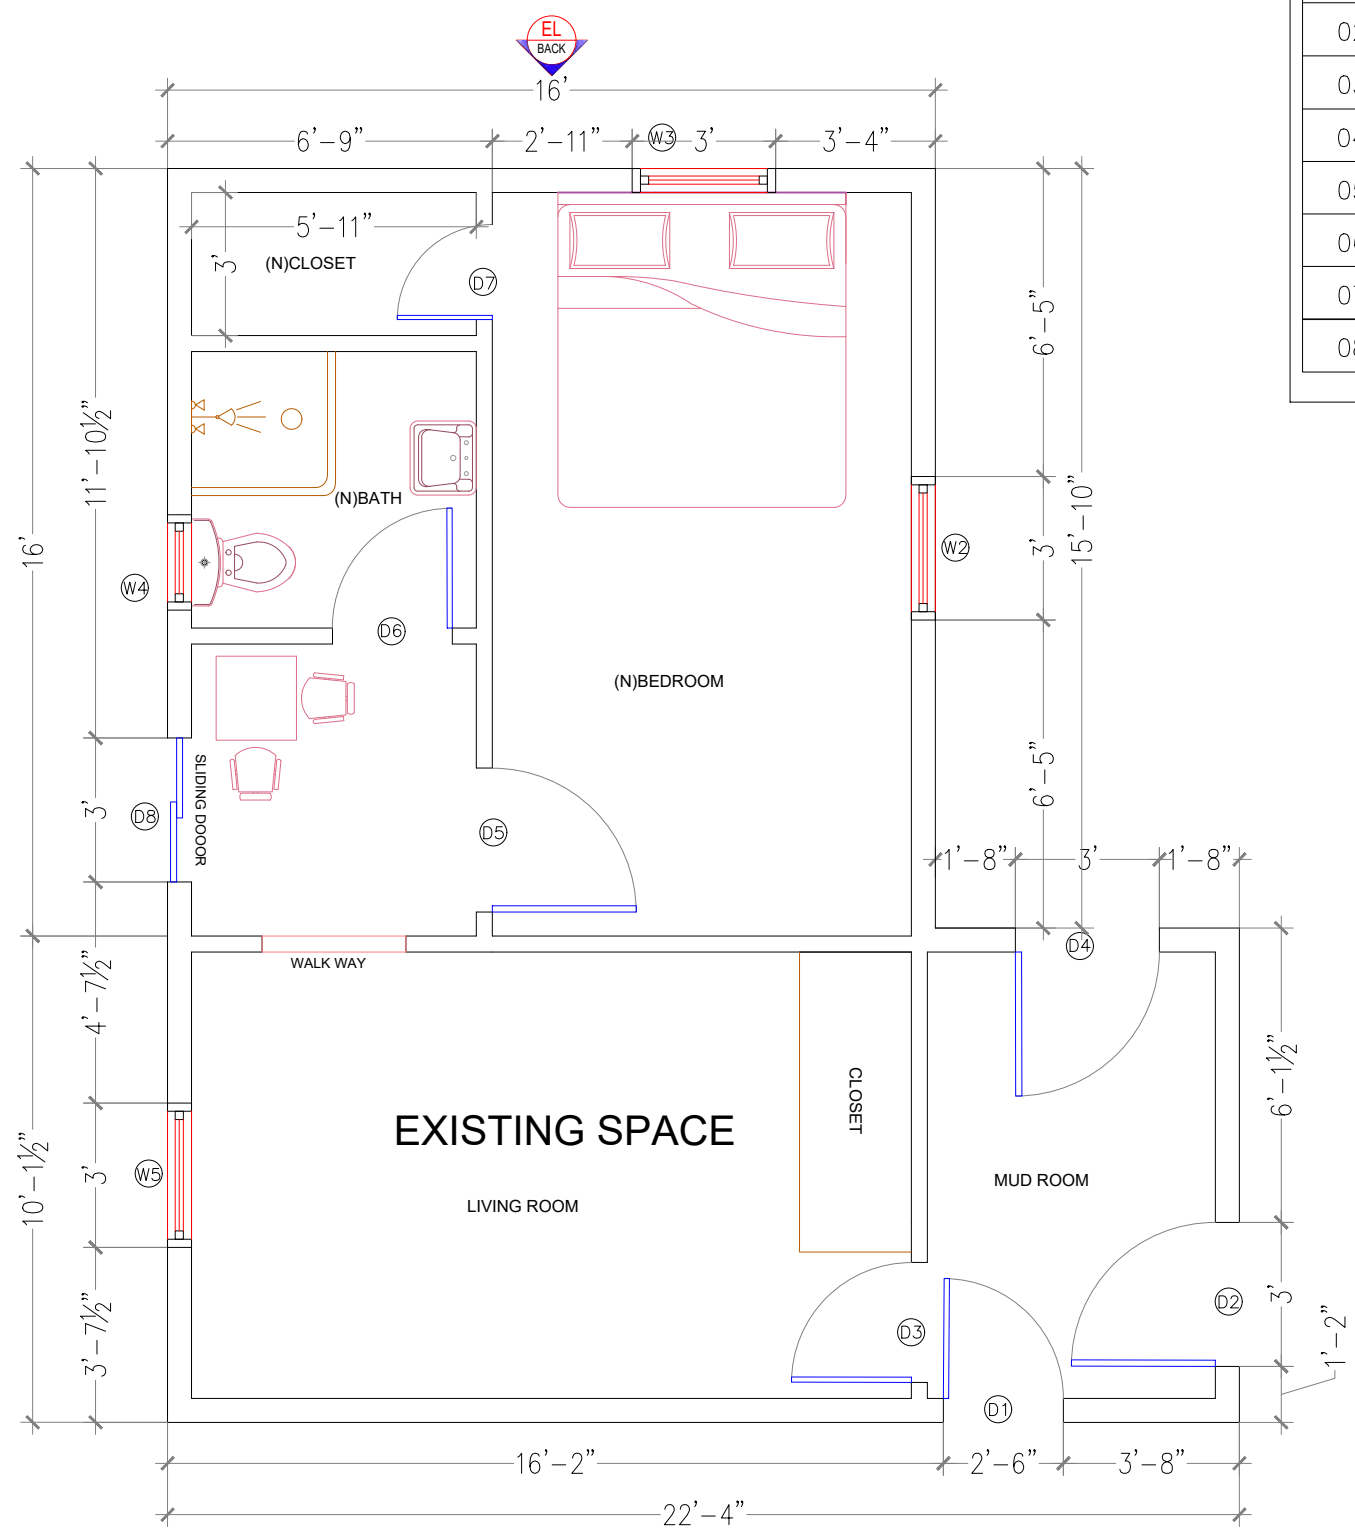 EL
BACK
16'
6'-9"
2'-11"
W3
3'
3'-4"
5'-11"
3'
(N)CLOSET
D7
6'-5"
11'-10½"
16'
(N)BATH
15'-10"
3'
W2
W4
D6
(N)BEDROOM
SLIDING DOOOR
3'
D8
D5
6'-5"
1'-8"
3'
1'-8"
D4
WALK WAY
4'-7½"
CLOSET
6'-1½"
EXISTING SPACE
10'-1½"
3'
W5
MUD ROOM
LIVING ROOM
D2
3'
D3
1'-2"
3'-7½"
D1
16'-2"
2'-6"
3'-8"
22'-4"
04
06